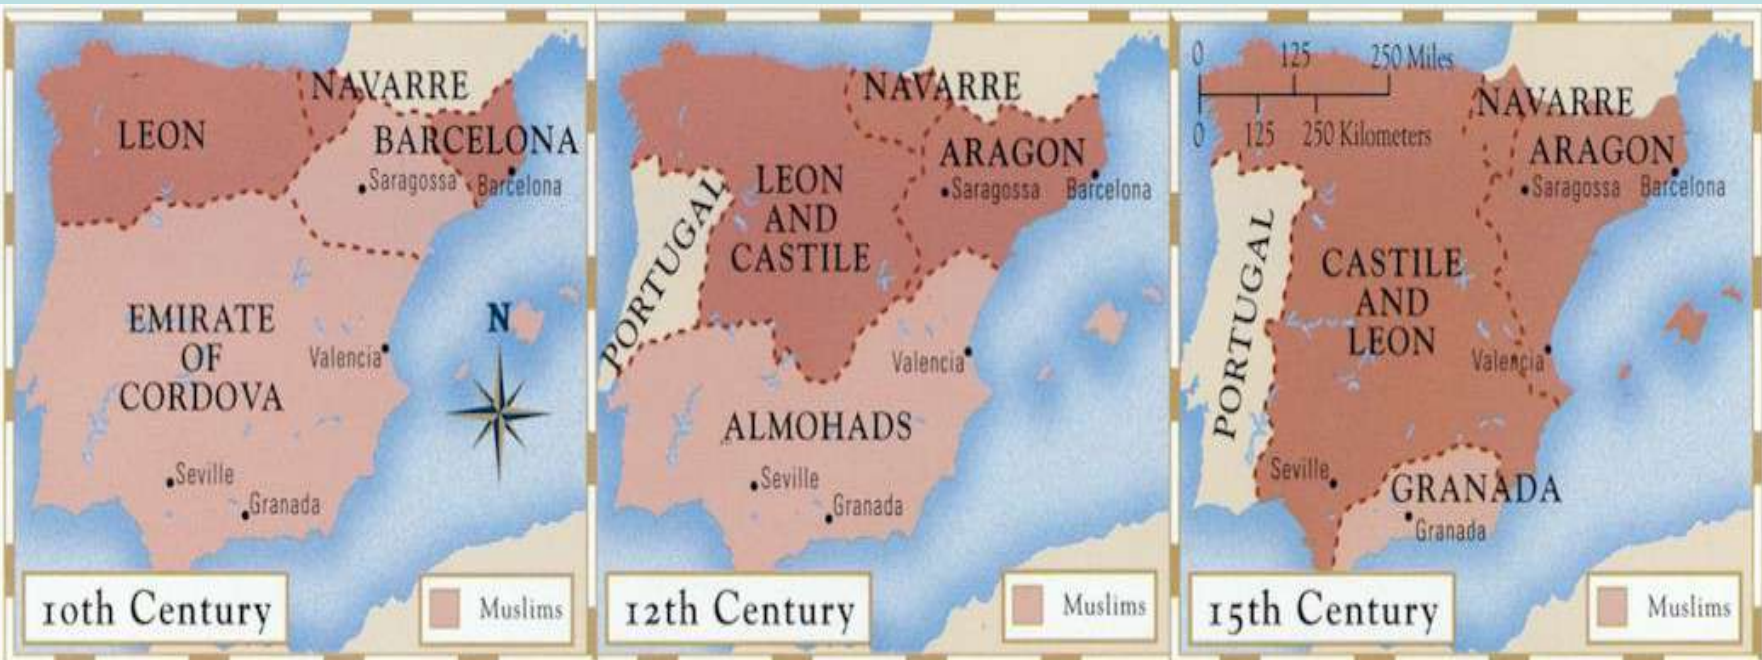 NAVARRE
LEON
BARCELONA
Saragossa
Barcelona
EMIRATE
OF
CORDOVA
N
Valencia
Seville
Granada
10th Century
Muslims
NAVARRE
ARAGON
LEON
AND
CASTILE
Saragossa
Barcelona
PORTUGAL
Valencia
ALMOHADS
Seville
Granada
12th Century
Muslims
0 125 250 Miles
0 125 250 Kilometers
NAVARRE
ARAGON
Saragossa
Barcelona
PORTUGAL
CASTILE
AND
LEON
Valencia
Seville
GRANADA
Granada
15th Century
Muslims